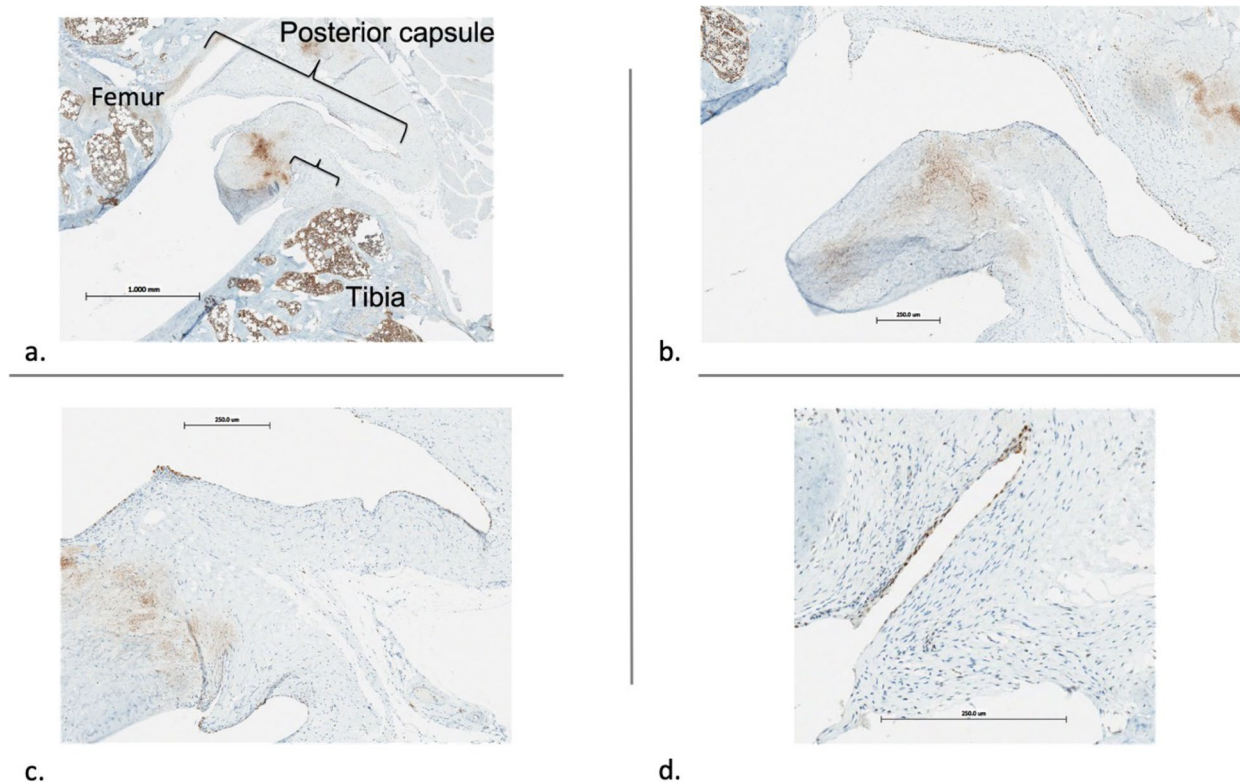 Posterior capsule
Femur
1.000 mm
Tibia
a.
250.0 um
b.
250.0 um
c.
250.0 um
d.